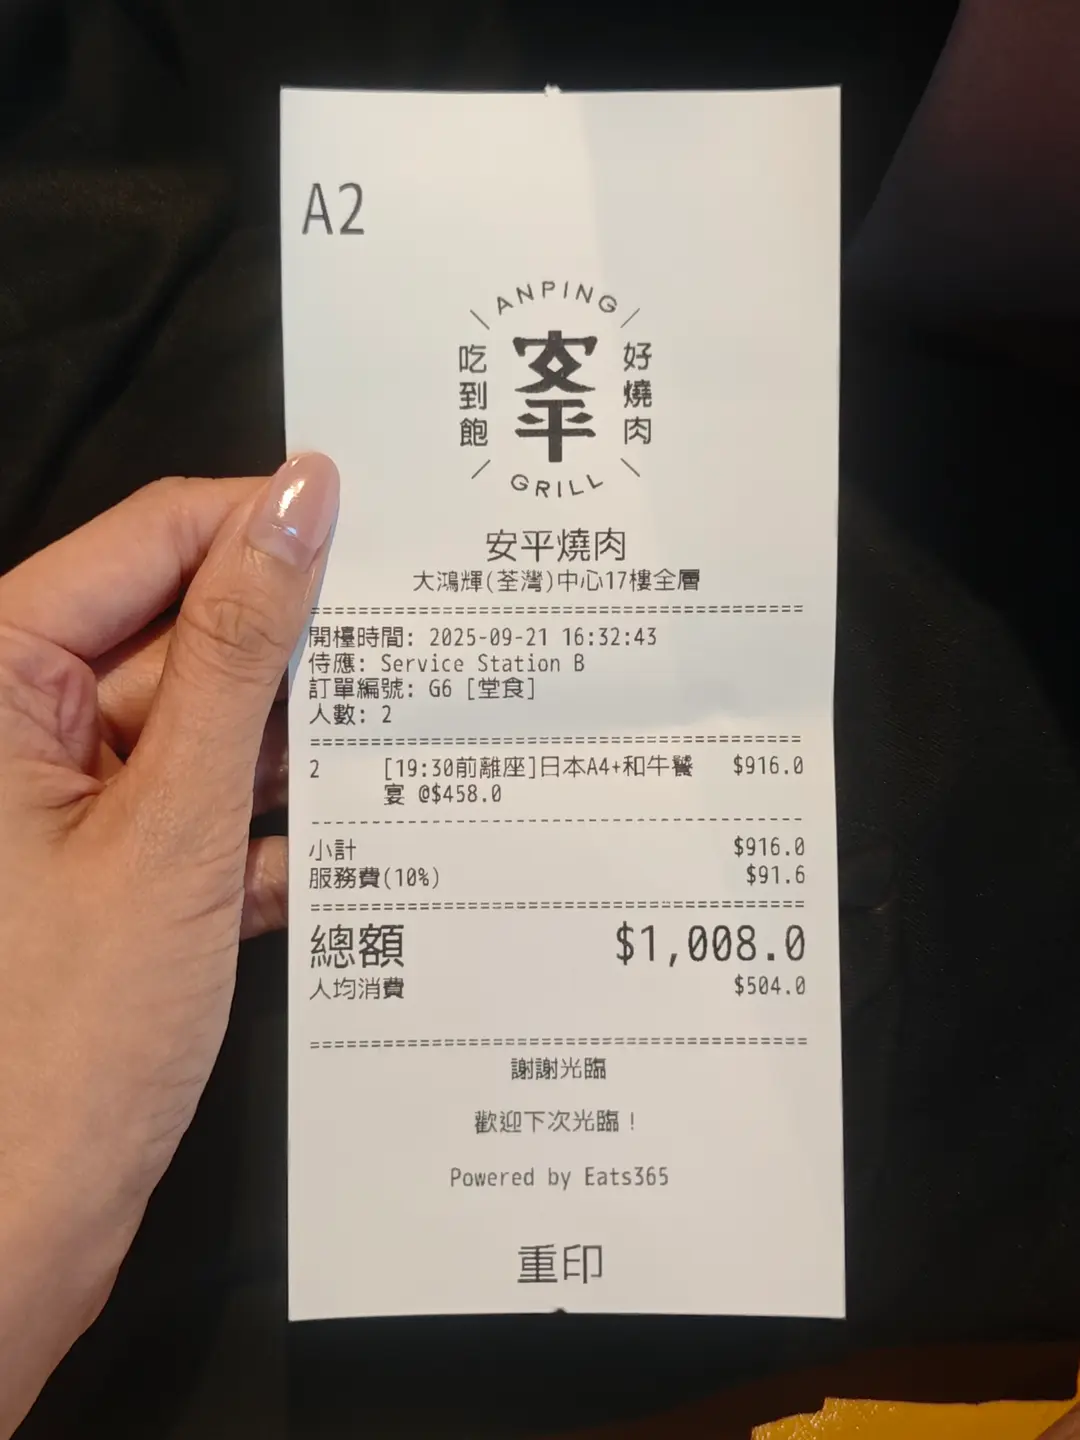 A2
ANPING
吃到飽
安平
好燒肉
GRILL
安平燒肉
大鴻輝(荃灣)中心17樓全層
========================================
開檯時間: 2025-09-21 16:32:43
侍應: Service Station B
訂單編號: G6 [堂食]
人數: 2
========================================
2 [19:30前離座]日本A4+和牛饗 $916.0
宴 @$458.0
----------------------------------------
小計 $916.0
服務費(10%) $91.6
========================================
總額 $1,008.0
人均消費 $504.0
========================================
謝謝光臨
歡迎下次光臨！
Powered by Eats365
重印